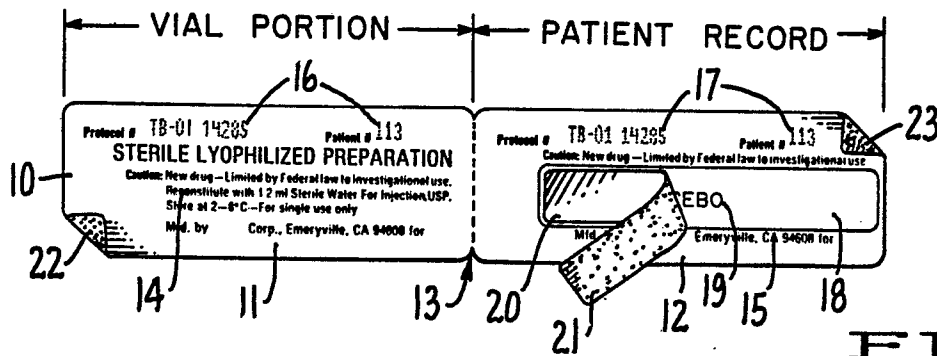 VIAL PORTION
PATIENT RECORD
16
17
23
Protocol # TB-01 14285 Patient # 113
STERILE LYOPHILIZED PREPARATION
Caution: New drug—Limited by Federal law to investigational use.
Reconstitute with 1.2 ml Sterile Water For Injection, USP.
Store at 2-8°C—For single use only
Mfd. by Corp., Emeryville, CA 94608 for
Protocol # TB-01 14285 Patient # 113
Caution: New drug—Limited by Federal law to investigational use
EBO
Mfd. Emeryville, CA 94608 for
10
22
14
11
13
20
21
12
19
15
18